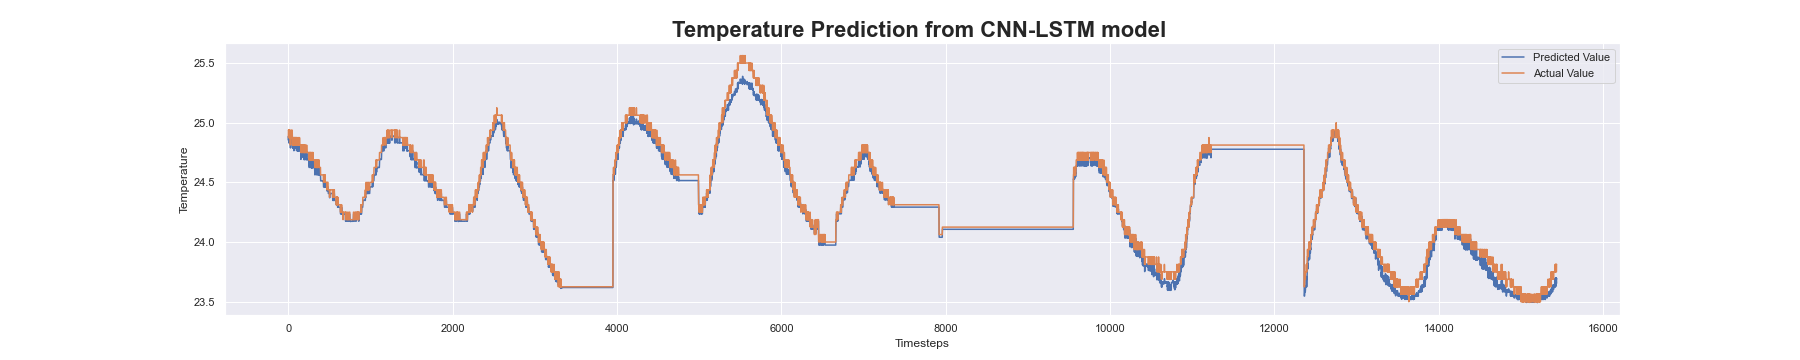 Temperature Prediction from CNN-LSTM model
Predicted Value
Actual Value
25.5
25.0
24.5
24.0
23.5
Temperature
0 2000 4000 6000 8000 10000 12000 14000 16000
Timesteps